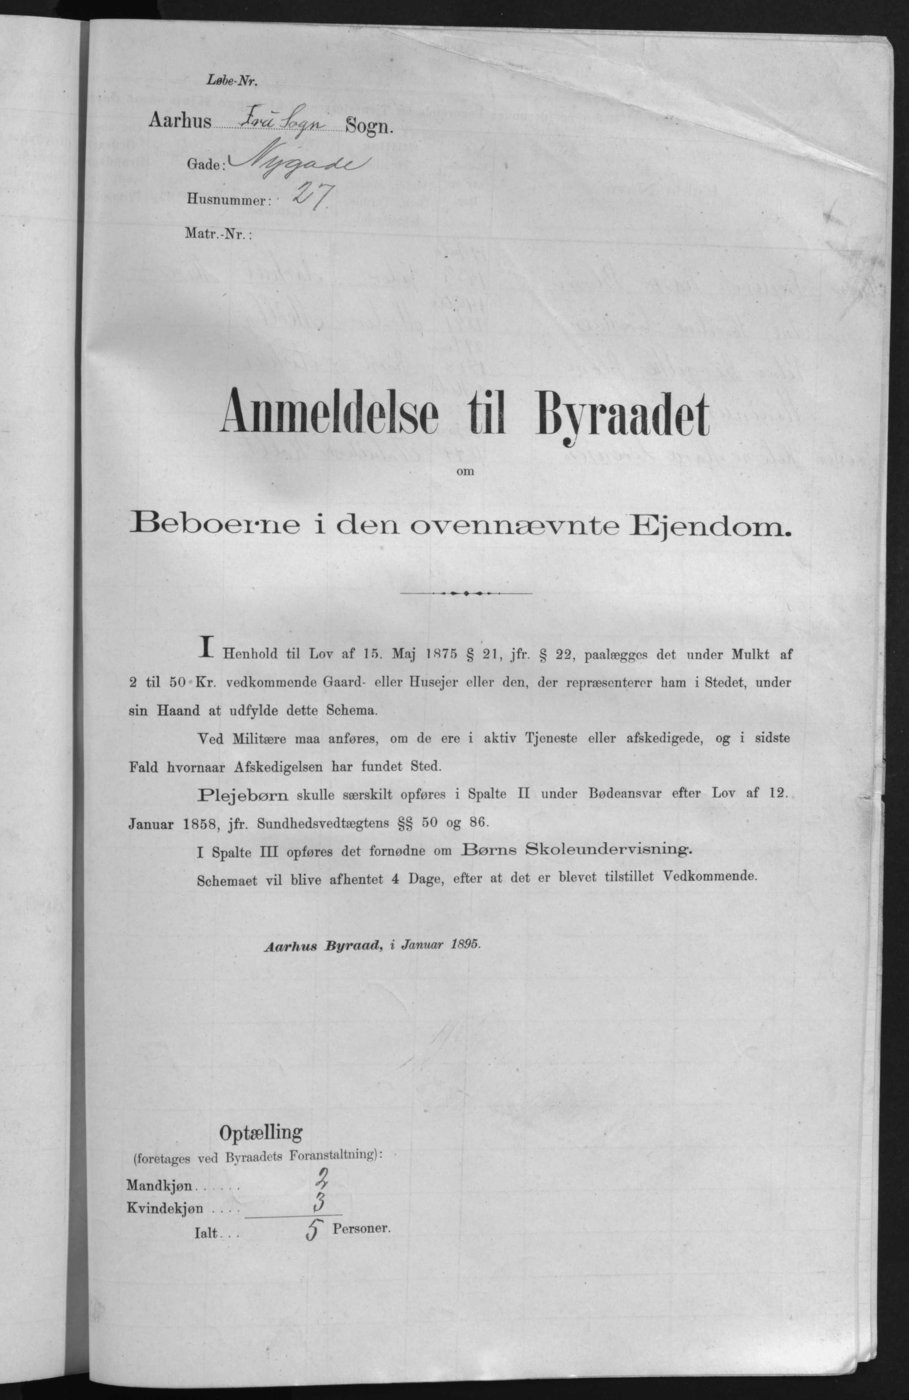 Løbe-Nr.
Aarhus Frú Sogn Sogn.
Gade: Nygade
Husnummer: 27.
Matr.-Nr.:
Anmeldelse til Byraadet
om
Beboerne i den ovennævnte Ejendom.
I Henhold til Lov af 15. Maj 1875 § 21, jfr. § 22, paalægges det under Mulkt af
2 til 50 Kr. vedkommende Gaard- eller Husejer eller den, der repræsenterer ham i Stedet, under
sin Haand at udfylde dette Schema.
Ved Militære maa anføres, om de ere i aktiv Tjeneste eller afskedigede, og i sidste
Fald hvornaar Afskedigelsen har fundet Sted.
Plejebørn skulle særskilt opføres i Spalte II under Bødeansvar efter Lov af 12.
Januar 1858, jfr. Sundhedsvedtægtens §§ 50 og 86.
I Spalte III opføres det fornødne om Børns Skoleundervisning.
Schemaet vil blive afhentet 4 Dage, efter at det er blevet tilstillet Vedkommende.
Aarhus Byraad, i Januar 1895.
Optælling
(foretages ved Byraadets Foranstaltning):
Mandkjøn...... 2
Kvindekjøn .... 3
Ialt... 5 Personer.